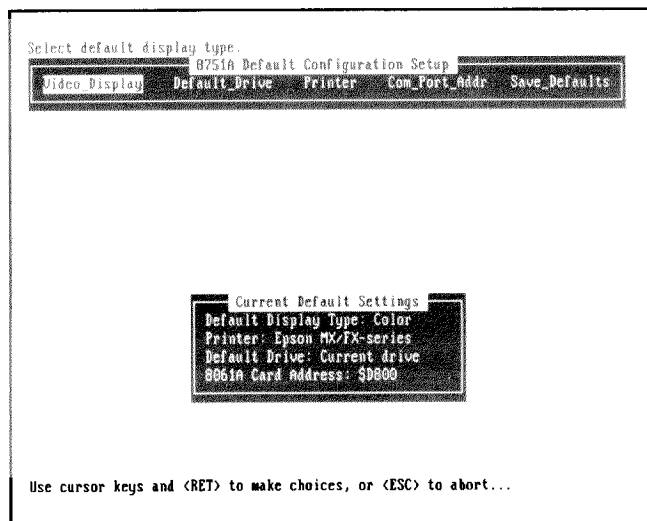 Select default display type.
8751A Default Configuration Setup
Video_Display Default_Drive Printer Com_Port_Addr Save_Defaults
Current Default Settings
Default Display Type: Color
Printer: Epson MX/FX-series
Default Drive: Current drive
8061A Card Address: $D800
Use cursor keys and <RET> to make choices, or <ESC> to abort...